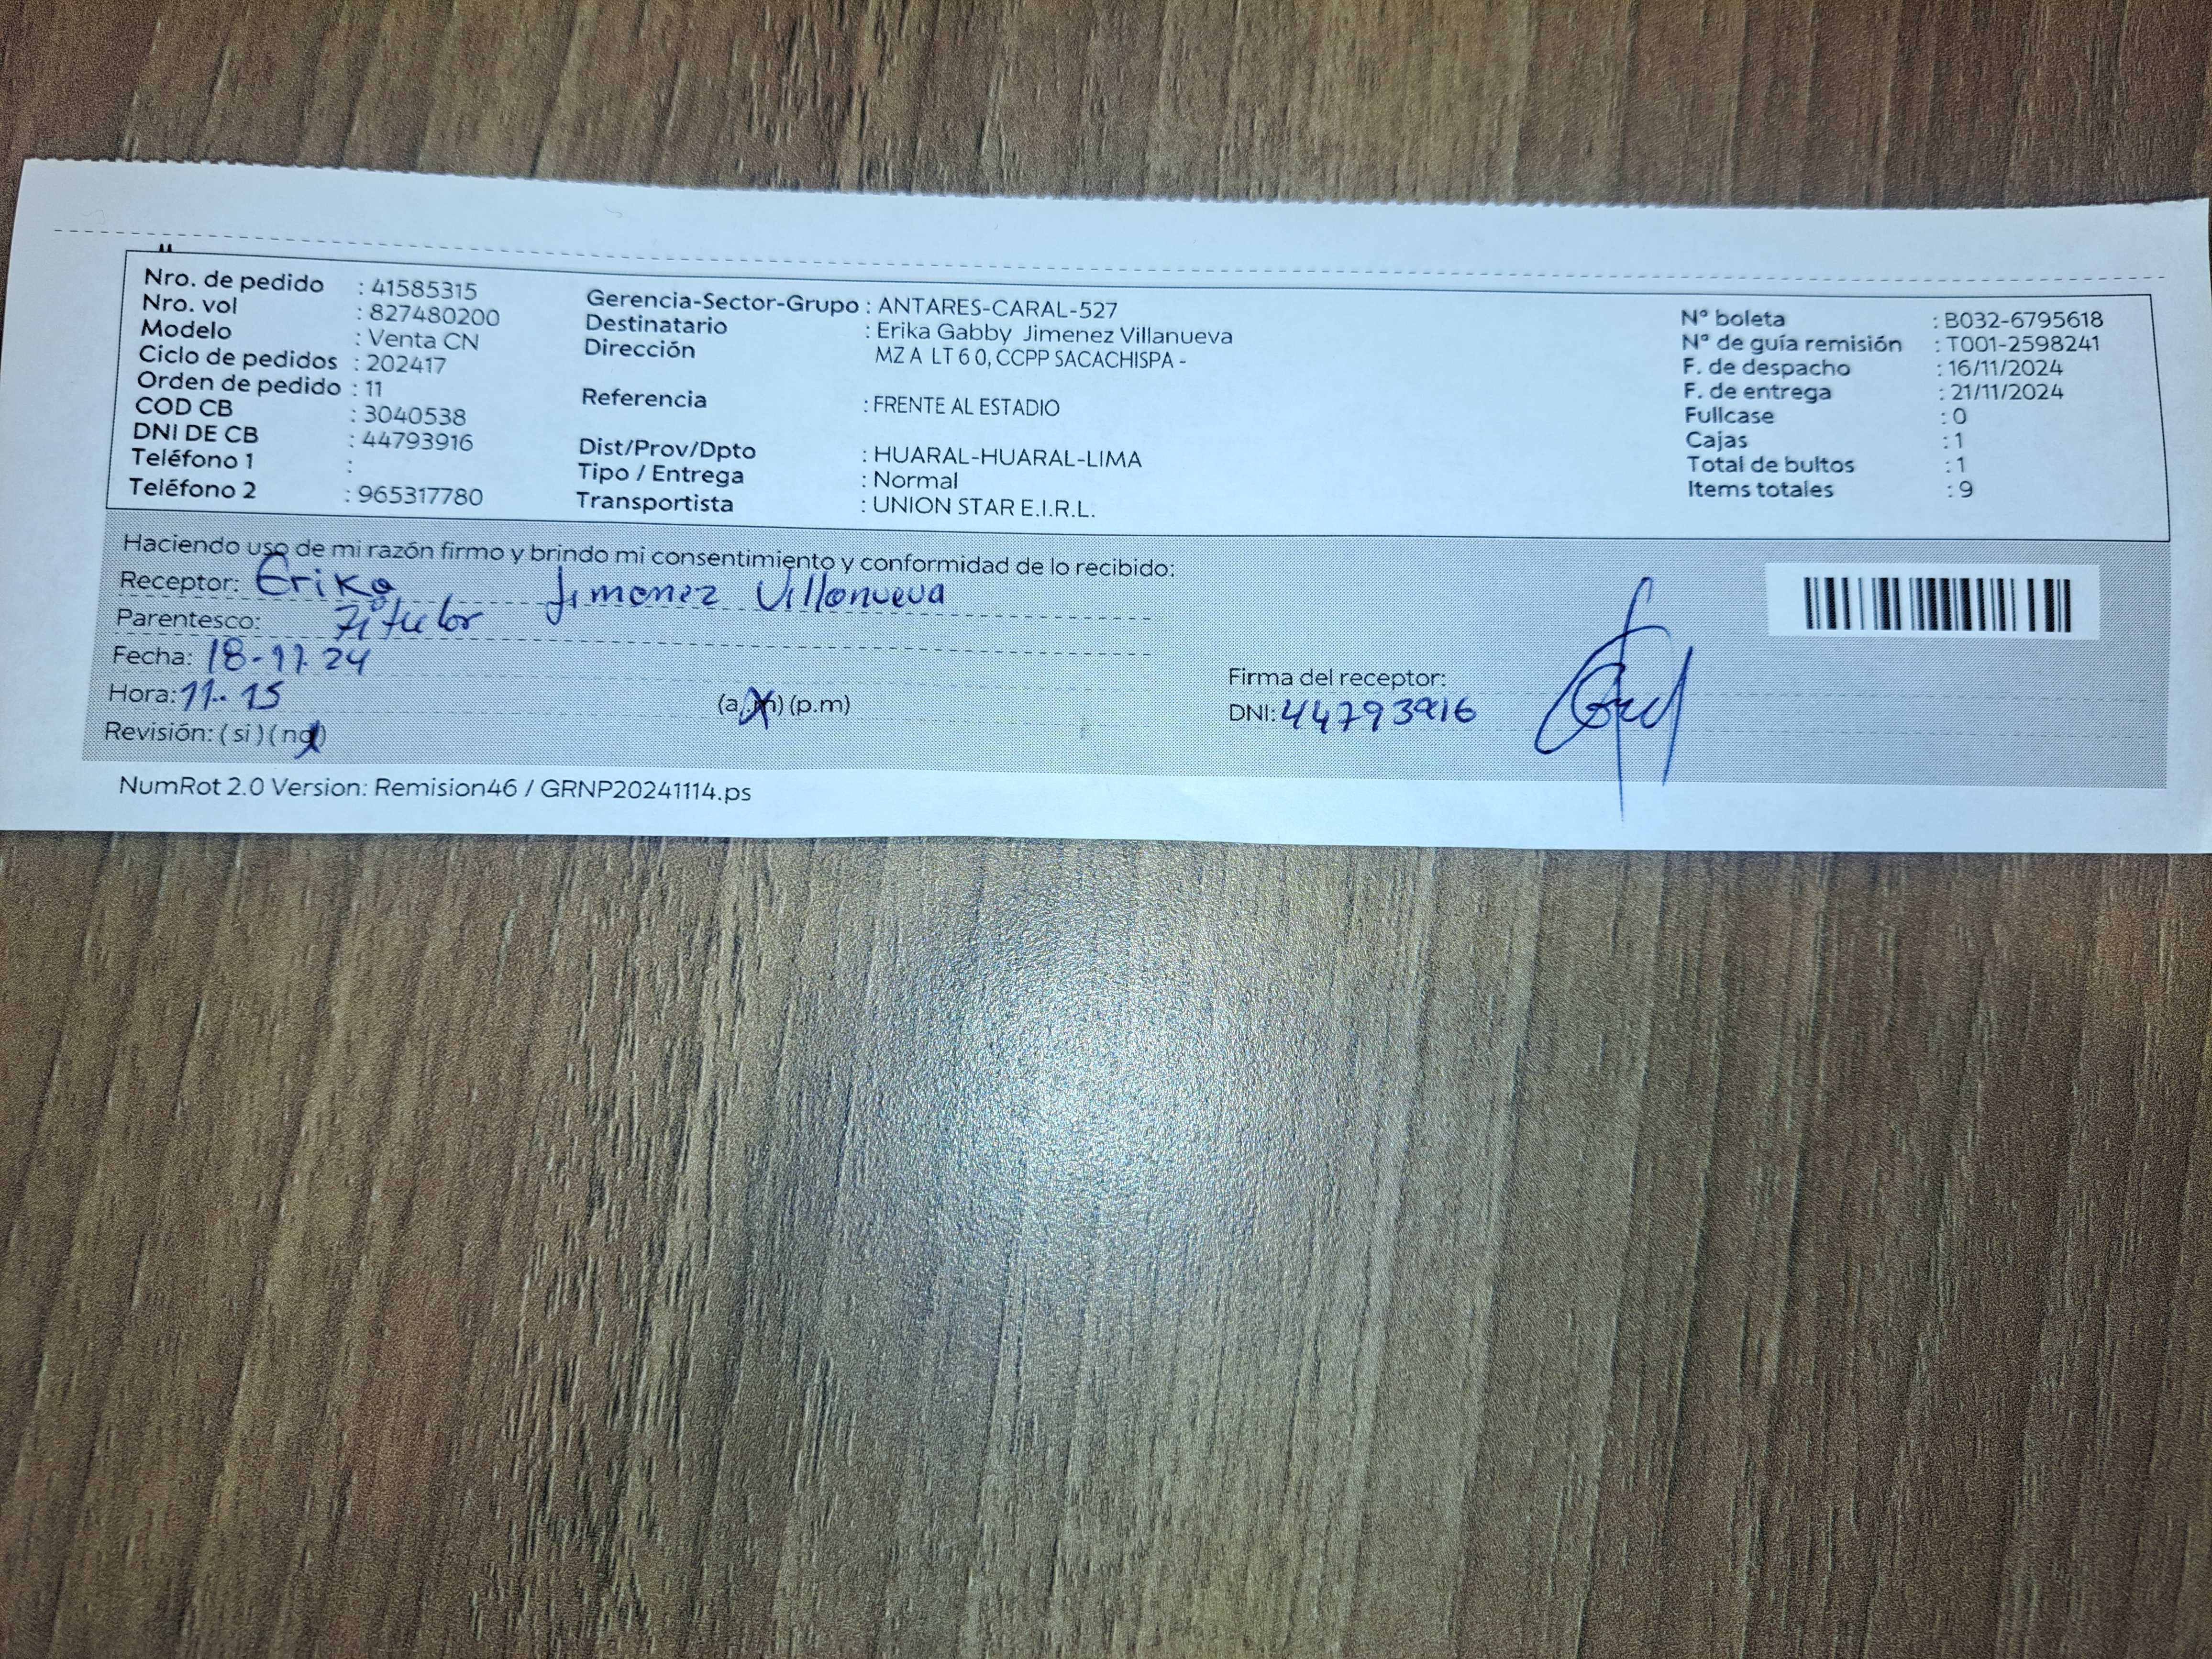 Nro. de pedido : 41585315
Nro. vol : 827480200
Modelo : Venta CN
Ciclo de pedidos : 202417
Orden de pedido : 11
COD CB : 3040538
DNI DE CB : 44793916
Teléfono 1 :
Teléfono 2 : 965317780
Gerencia-Sector-Grupo : ANTARES-CARAL-527
Destinatario : Erika Gabby Jimenez Villanueva
Dirección MZ A LT 6 0, CCPP SACACHISPA -
Referencia : FRENTE AL ESTADIO
Dist/Prov/Dpto : HUARAL-HUARAL-LIMA
Tipo / Entrega : Normal
Transportista : UNION STAR E.I.R.L.
N° boleta : B032-6795618
N° de guía remisión : T001-2598241
F. de despacho : 16/11/2024
F. de entrega : 21/11/2024
Fullcase : 0
Cajas : 1
Total de bultos : 1
Items totales : 9
Haciendo uso de mi razón firmo y brindo mi consentimiento y conformidad de lo recibido:
Receptor: Erika Jimenez Villanueva
Parentesco: Titular
Fecha: 18-11-24
Hora: 11:15 (a.m) (p.m)
Revisión: ( si ) ( no )
Firma del receptor:
DNI: 44793916
NumRot 2.0 Version: Remision46 / GRNP20241114.ps